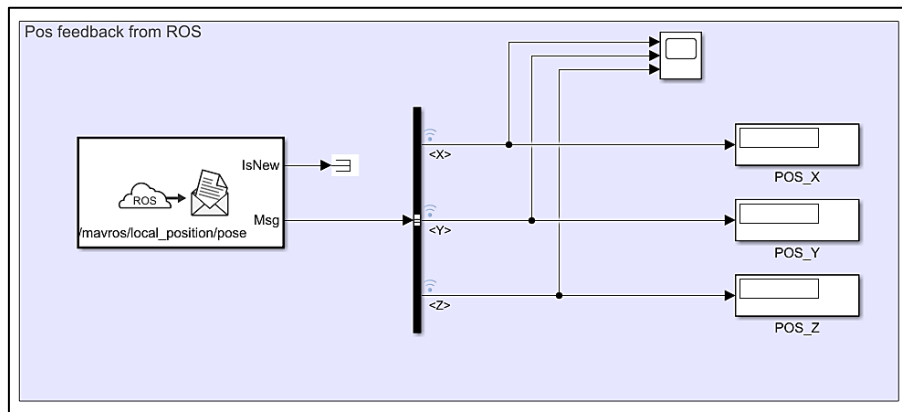 Pos feedback from ROS
IsNew
ROS
Msg
/mavros/local_position/pose
<X>
<Y>
<Z>
POS_X
POS_Y
POS_Z